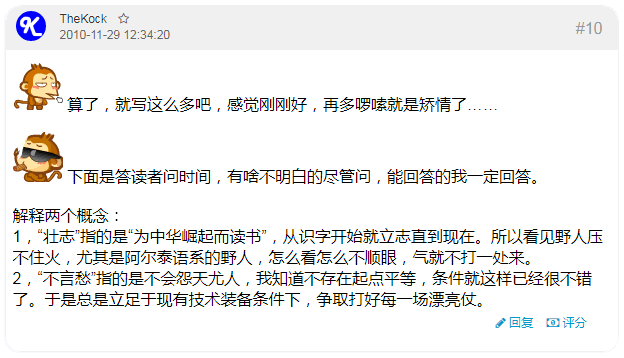 TheKock
2010-11-29 12:34:20
#10
算了，就写这么多吧，感觉刚刚好，再多啰嗦就是矫情了……
下面是答读者问时间，有啥不明白的尽管问，能回答的我一定回答。
解释两个概念：
1，“壮志”指的是“为中华崛起而读书”，从识字开始就立志直到现在。所以看见野人压
不住火，尤其是阿尔泰语系的野人，怎么看怎么不顺眼，气就不打一处来。
2，“不言愁”指的是不会怨天尤人，我知道不存在起点平等，条件就这样已经很不错
了。于是总是立足于现有技术装备条件下，争取打好每一场漂亮仗。
回复 评分